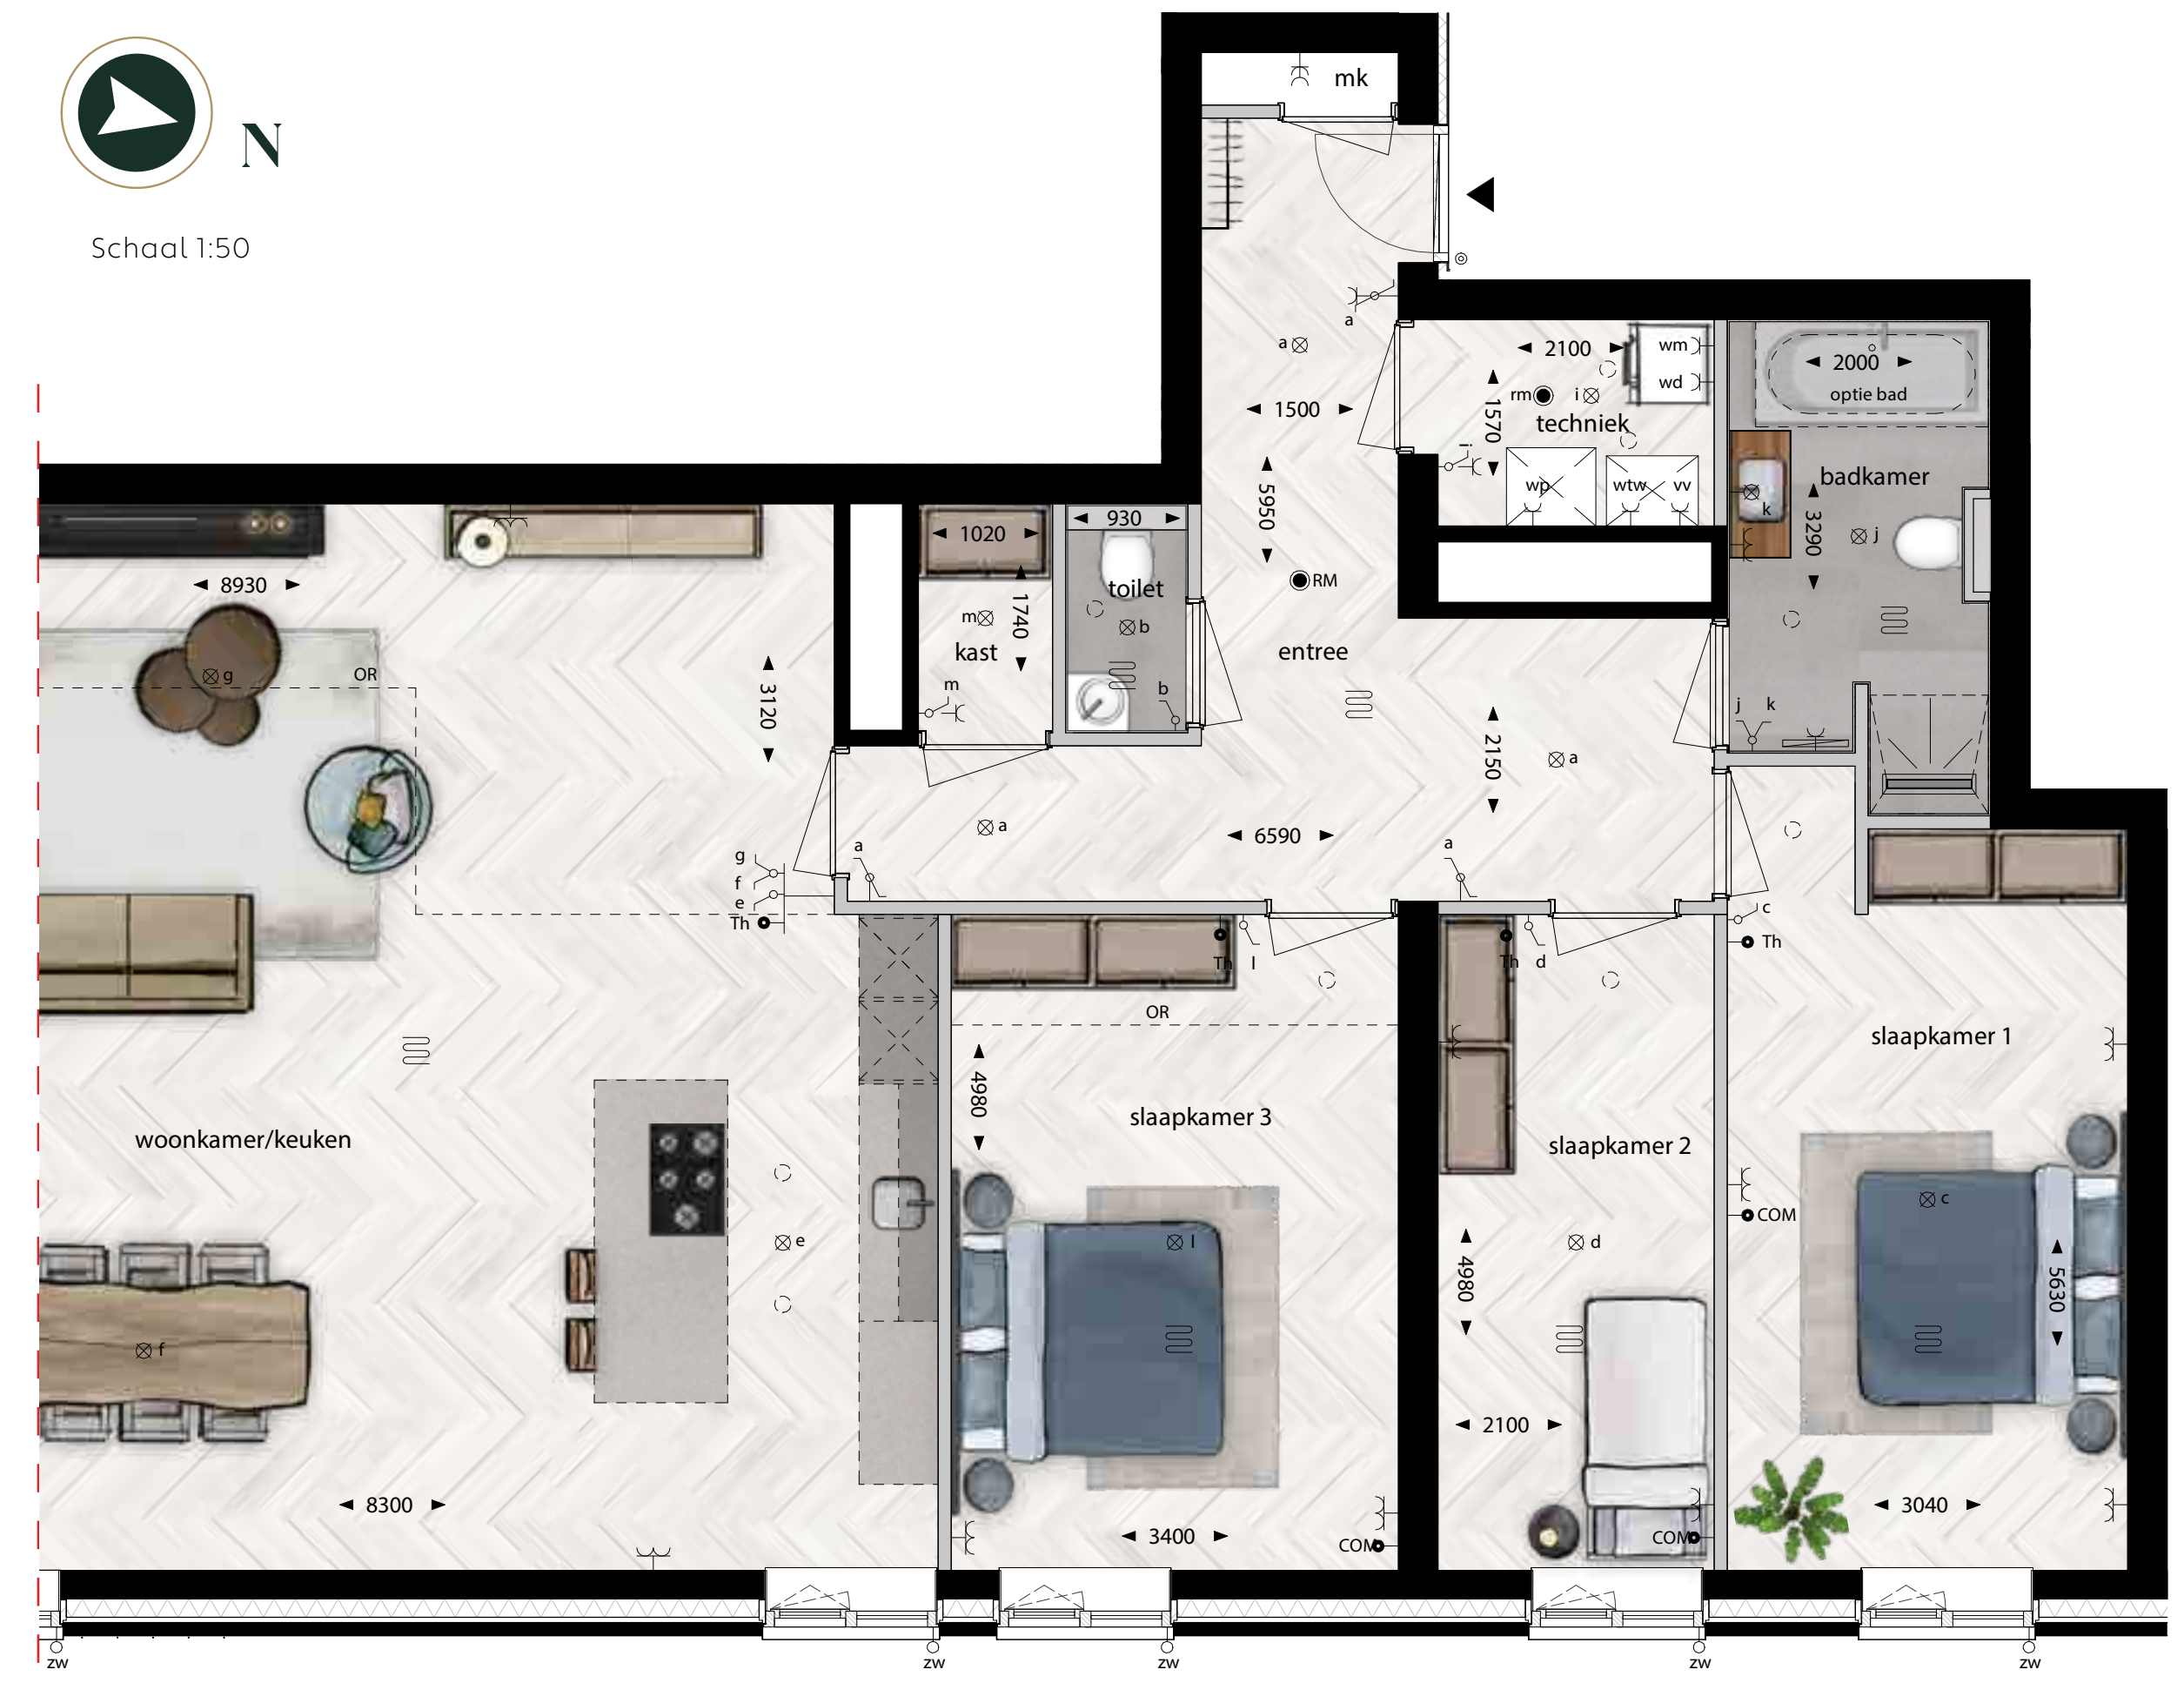 N
Schaal 1:50
mk
a
a
1500
5950
RM
entree
2100
1570
rm
i
techniek
i
wm
wd
wp
wtw
vv
2000
optie bad
badkamer
k
3290
j
j
k
8930
g
OR
3120
1020
m
1740
kast
m
930
toilet
b
b
2150
a
a
6590
a
a
g
f
e
Th
woonkamer/keuken
e
f
8300
Th
l
OR
4980
slaapkamer 3
l
3400
COM
Th
d
slaapkamer 2
d
4980
2100
COM
c
Th
slaapkamer 1
COM
c
5630
3040
zw
zw
zw
zw
zw